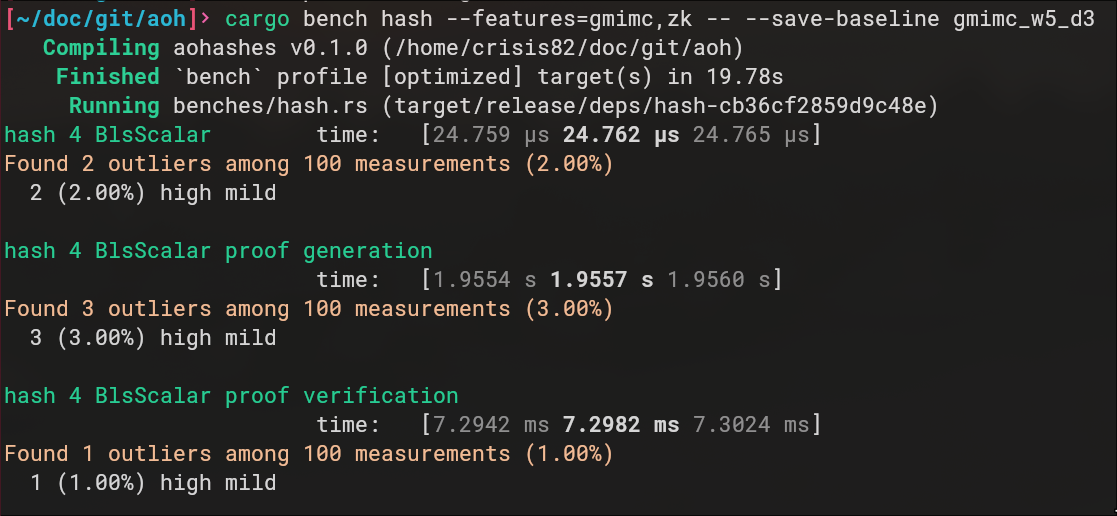 [~/doc/git/aoh]› cargo bench hash --features=gmimc,zk -- --save-baseline gmimc_w5_d3
Compiling aohashes v0.1.0 (/home/crisis82/doc/git/aoh)
Finished `bench` profile [optimized] target(s) in 19.78s
Running benches/hash.rs (target/release/deps/hash-cb36cf2859d9c48e)
hash 4 BlsScalar time: [24.759 µs 24.762 µs 24.765 µs]
Found 2 outliers among 100 measurements (2.00%)
2 (2.00%) high mild
hash 4 BlsScalar proof generation
time: [1.9554 s 1.9557 s 1.9560 s]
Found 3 outliers among 100 measurements (3.00%)
3 (3.00%) high mild
hash 4 BlsScalar proof verification
time: [7.2942 ms 7.2982 ms 7.3024 ms]
Found 1 outliers among 100 measurements (1.00%)
1 (1.00%) high mild